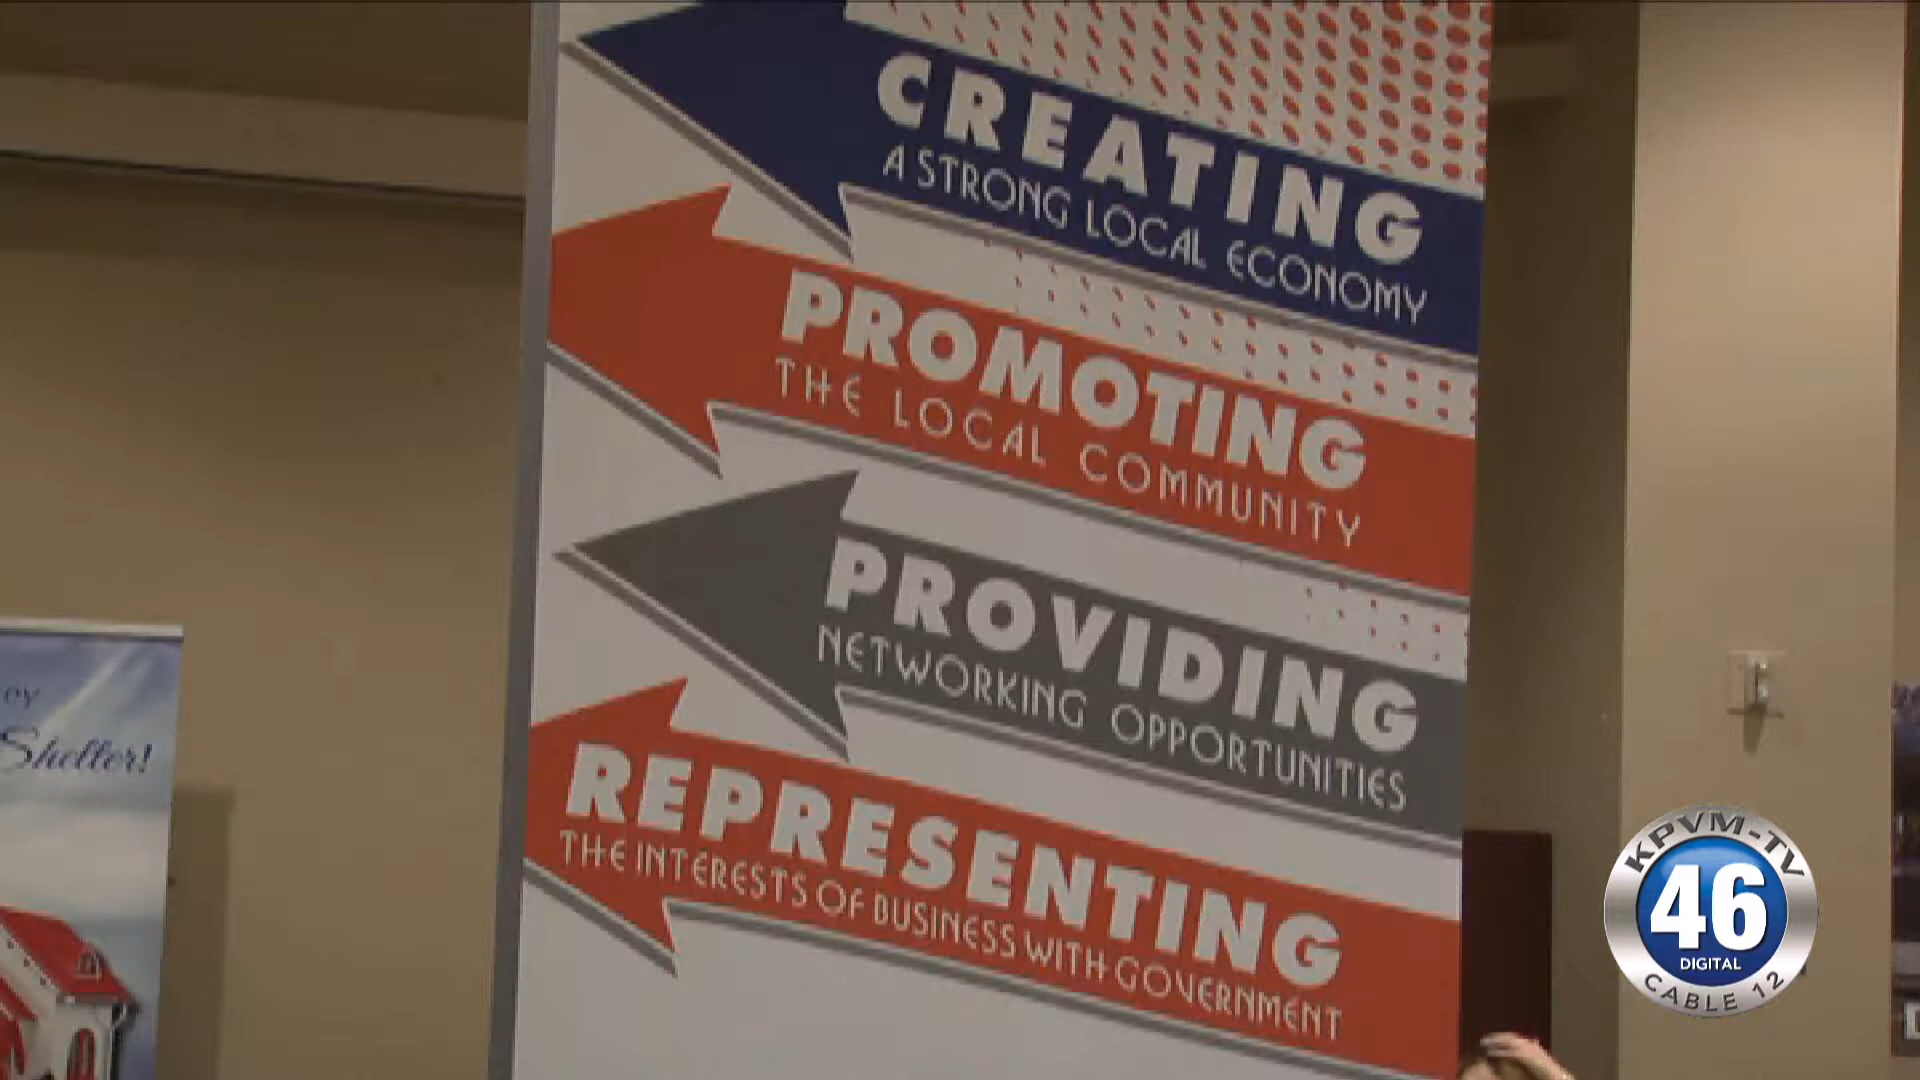 CREATING
A STRONG LOCAL ECONOMY
PROMOTING
THE LOCAL COMMUNITY
PROVIDING
NETWORKING OPPORTUNITIES
REPRESENTING
THE INTERESTS OF BUSINESS WITH GOVERNMENT
Shelter!
KPVM-TV
46
DIGITAL
CABLE 12